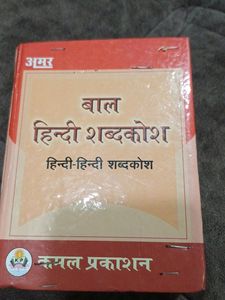 अमर
बाल
हिन्दी शब्दकोश
हिन्दी-हिन्दी शब्दकोश
कमल प्रकाशन